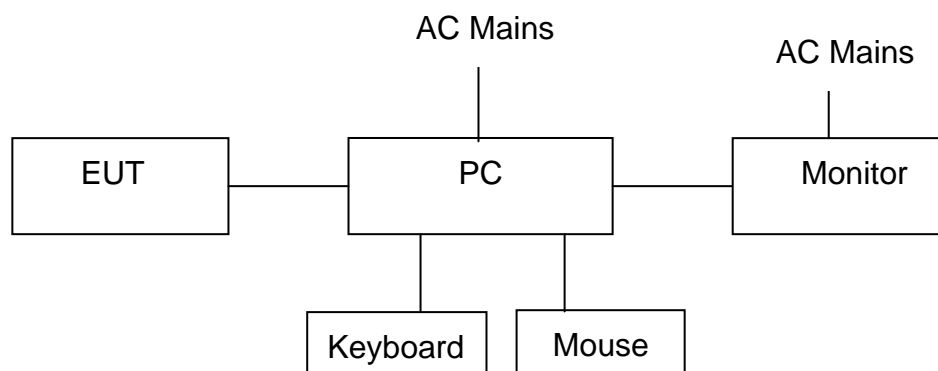 AC Mains
AC Mains
EUT
PC
Monitor
Keyboard
Mouse